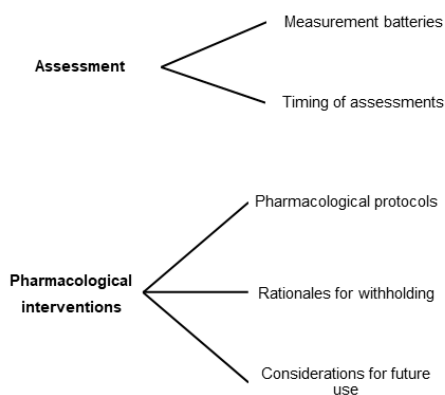 Measurement batteries
Assessment
Timing of assessments
Pharmacological protocols
Pharmacological
interventions
Rationales for withholding
Considerations for future
use